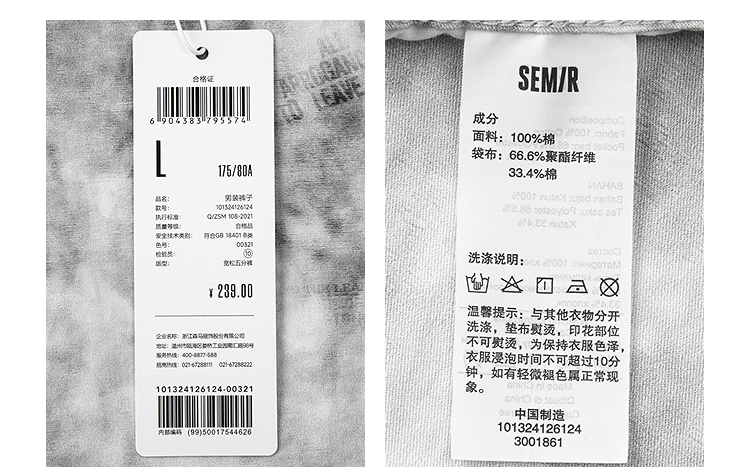 ALL
ARROGANT
TO LEAVE
合格证
6 904383 795574
L 175/80A
品名: 男装裤子
款号: 101324126124
执行标准: Q/ZSM 108-2021
质量等级: 合格品
安全技术类别: 符合GB 18401 B类
色号: 00321
检验员: 10
版型: 宽松五分裤
¥ 239.00
企业名称: 浙江森马服饰股份有限公司
地址: 温州市瓯海区娄桥工业园南汇路98号
服务热线: 400-8877-588
招商热线: 021-67288111 021-67288222
101324126124-00321
内部编码 (99)50017544626
SEMIR
成分
面料: 100%棉
袋布: 66.6%聚酯纤维
33.4%棉
洗涤说明:
温馨提示: 与其他衣物分开
洗涤, 垫布熨烫, 印花部位
不可熨烫, 为保持衣服色泽,
衣服浸泡时间不可超过10分
钟, 如有轻微褪色属正常现
象。
中国制造
101324126124
3001861